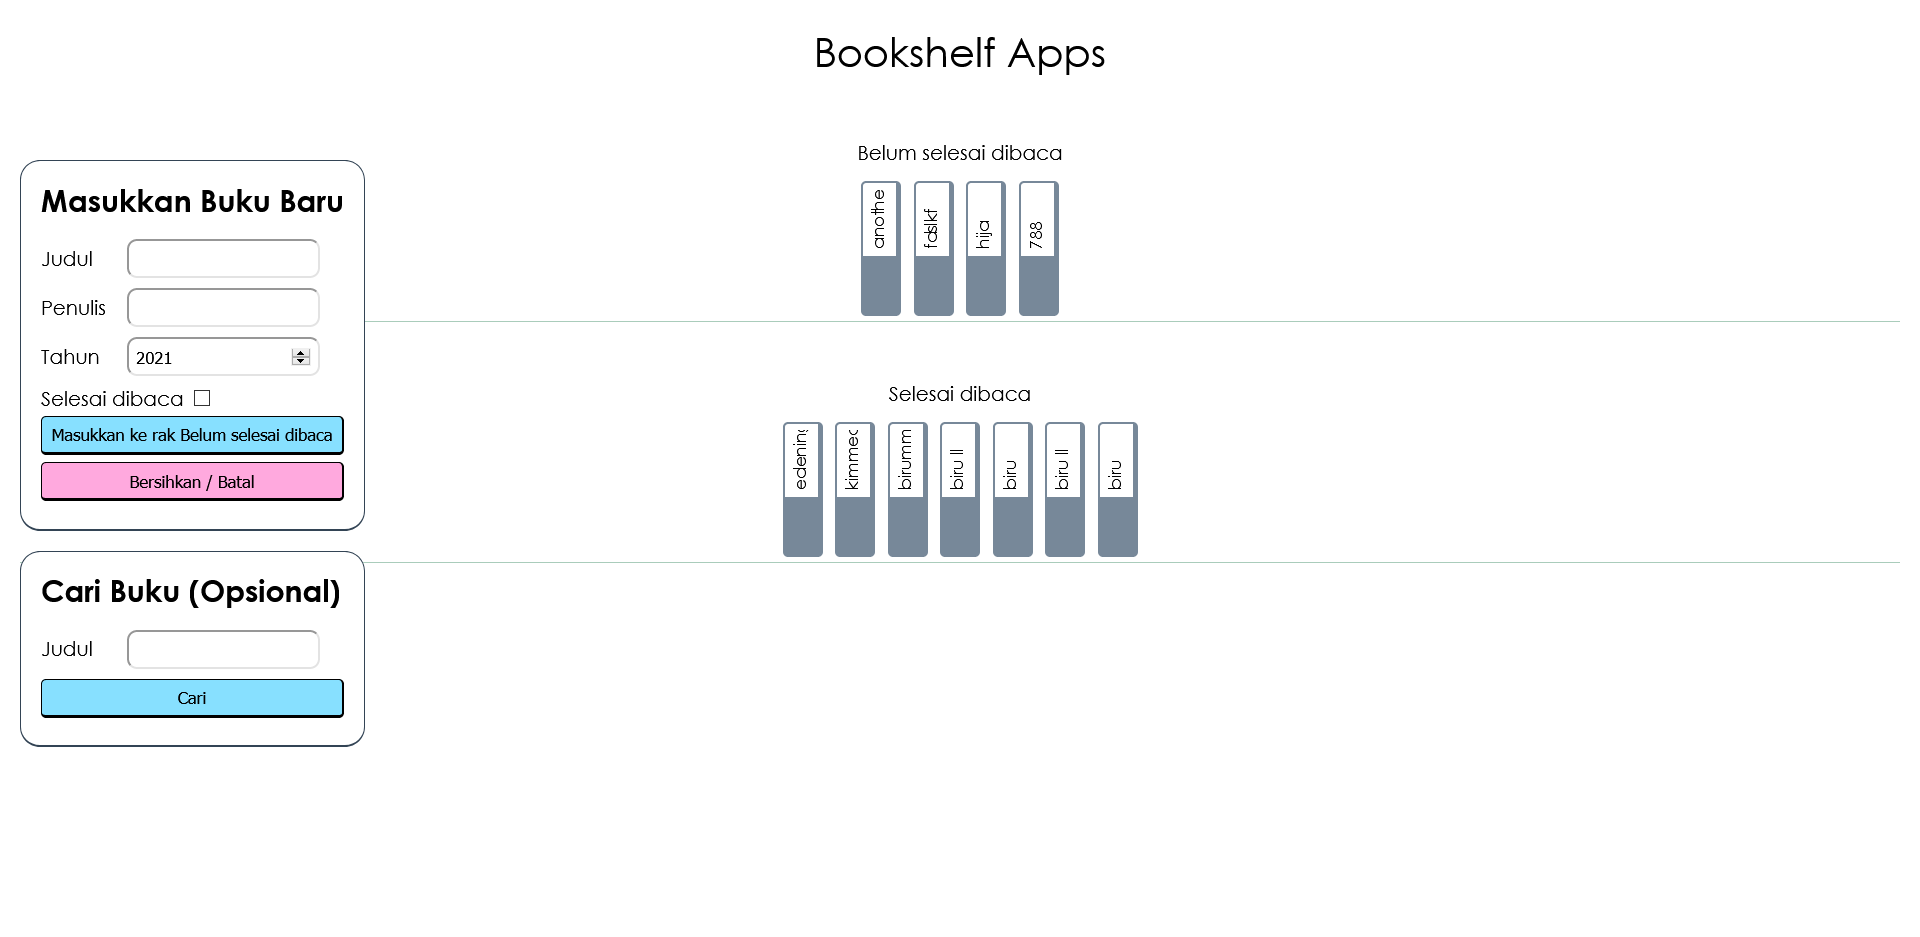 Bookshelf Apps
Masukkan Buku Baru
Judul
Penulis
Tahun
2021
Selesai dibaca
Masukkan ke rak Belum selesai dibaca
Bersihkan / Batal
Cari Buku (Opsional)
Judul
Cari
Belum selesai dibaca
anothe
fdslkf
hija
788
Selesai dibaca
edening
kimmec
birumm
biru II
biru
biru II
biru